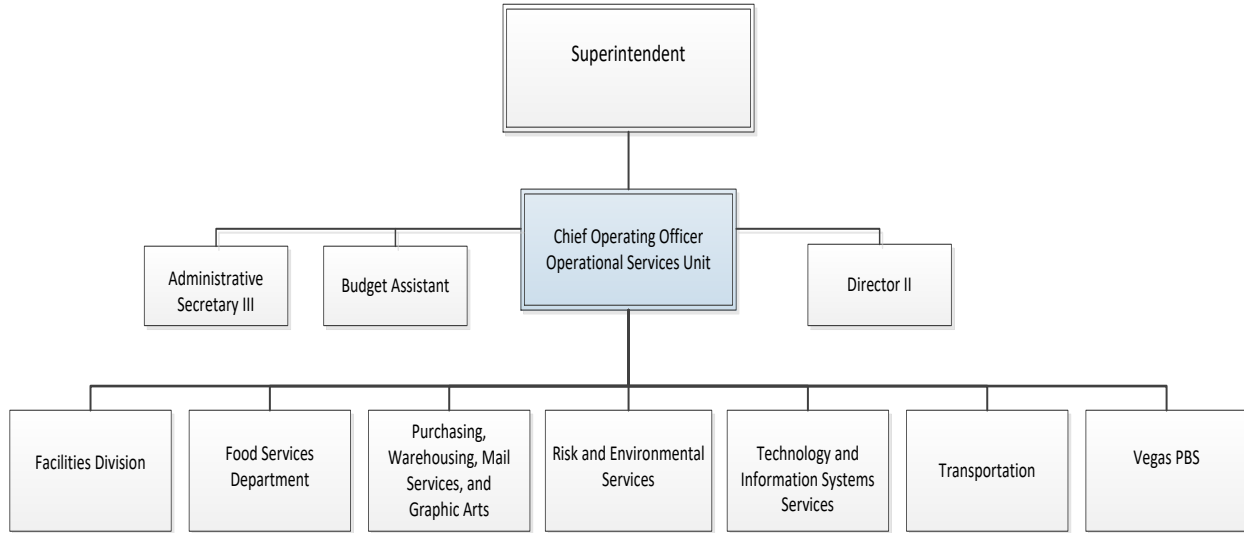 Superintendent
Chief Operating Officer
Operational Services Unit
Administrative
Secretary III
Budget Assistant
Director II
Facilities Division
Food Services
Department
Purchasing,
Warehousing, Mail
Services, and
Graphic Arts
Risk and Environmental
Services
Technology and
Information Systems
Services
Transportation
Vegas PBS